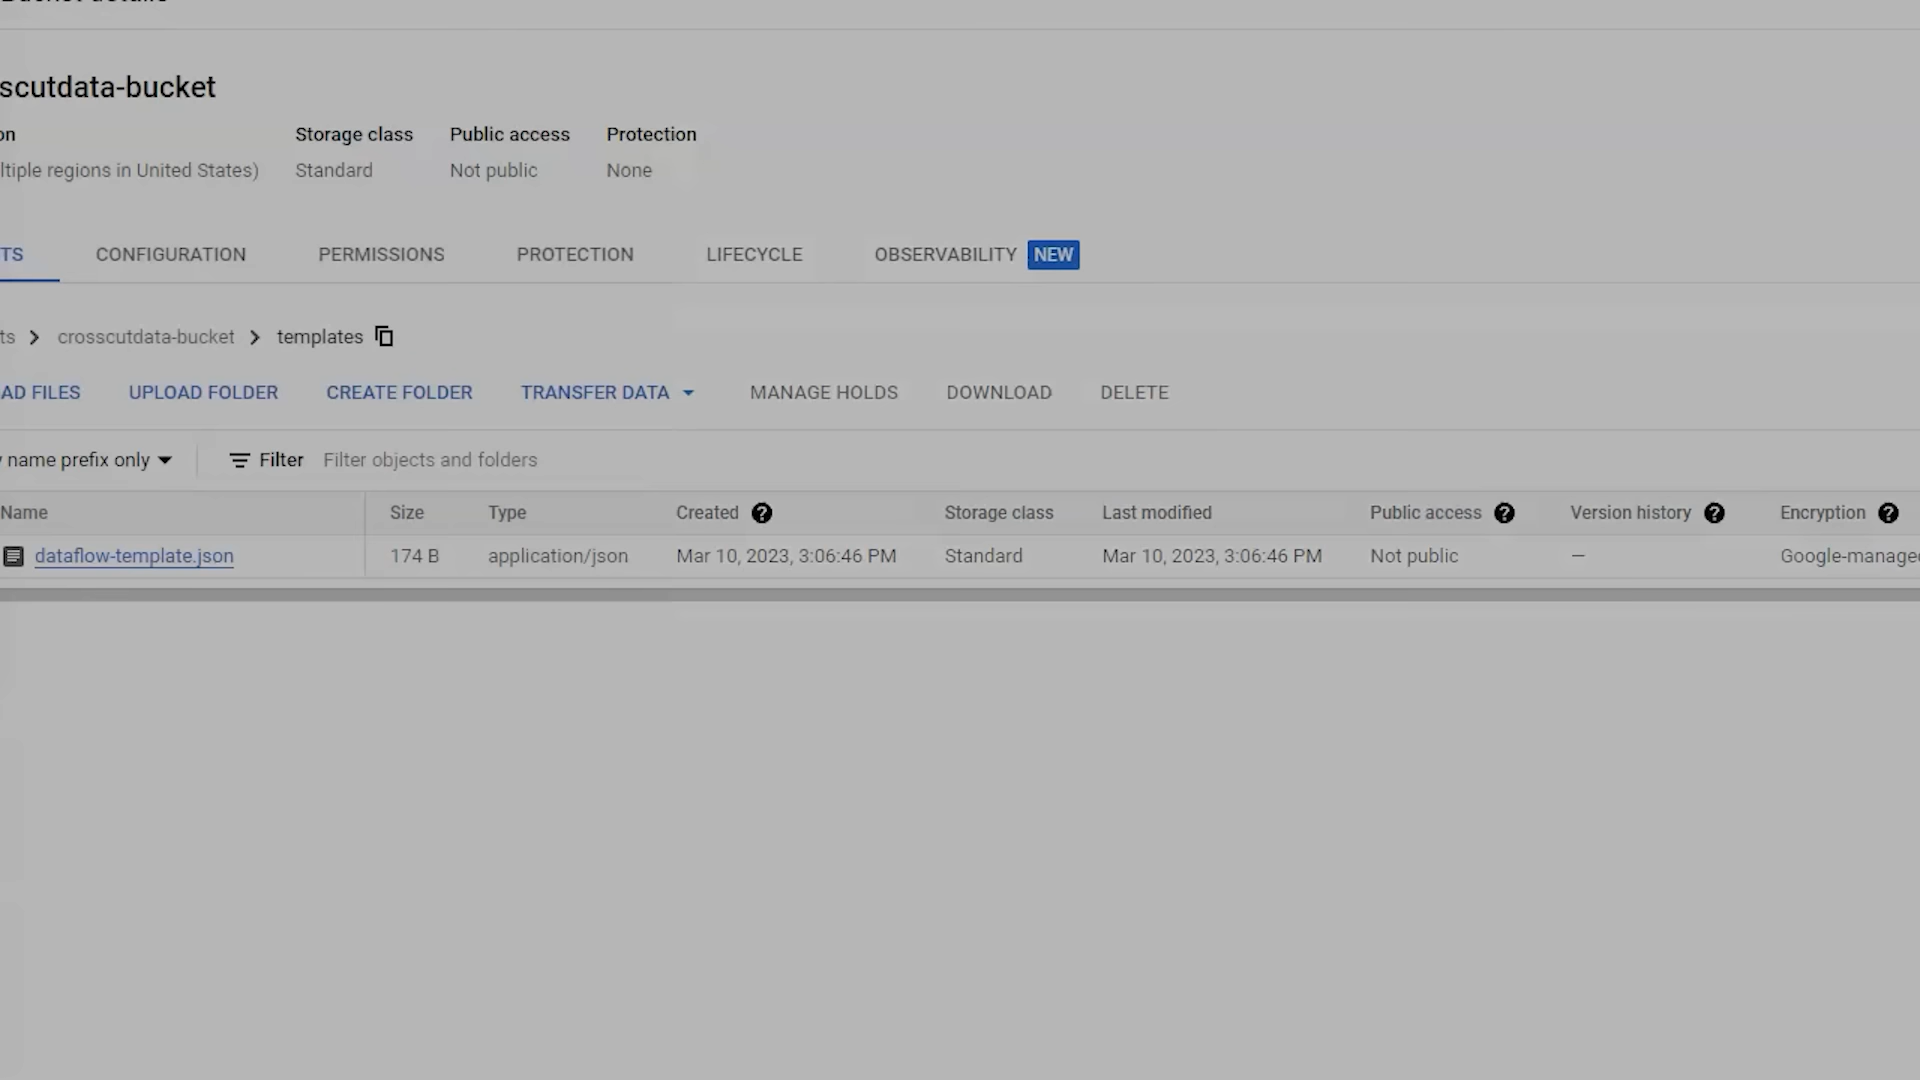 scutdata-bucket
on Storage class Public access Protection
ltiple regions in United States) Standard Not public None
TS CONFIGURATION PERMISSIONS PROTECTION LIFECYCLE OBSERVABILITY NEW
ts > crosscutdata-bucket > templates
AD FILES UPLOAD FOLDER CREATE FOLDER TRANSFER DATA MANAGE HOLDS DOWNLOAD DELETE
name prefix only Filter Filter objects and folders
Name Size Type Created Storage class Last modified Public access Version history Encryption
dataflow-template.json 174 B application/json Mar 10, 2023, 3:06:46 PM Standard Mar 10, 2023, 3:06:46 PM Not public — Google-manage